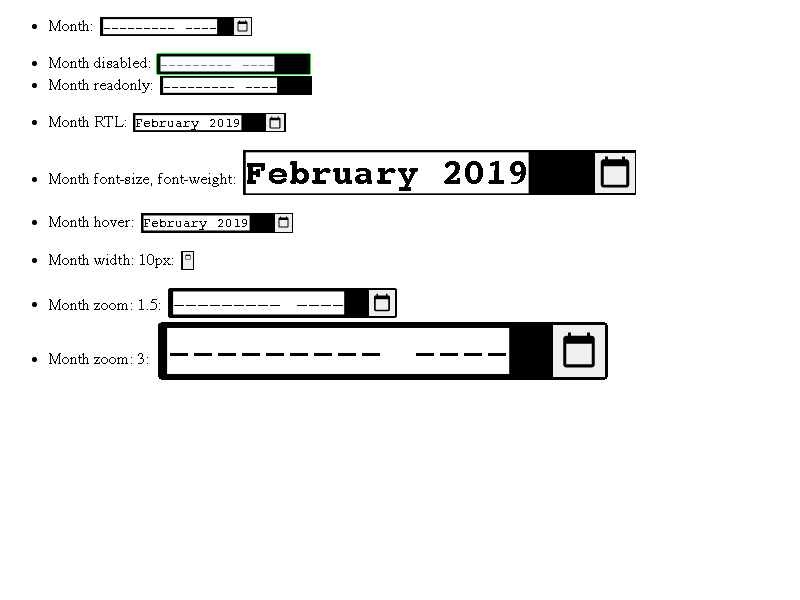 Month: --------- ----
Month disabled: --------- ----
Month readonly: --------- ----
Month RTL: February 2019
Month font-size, font-weight: February 2019
Month hover: February 2019
Month width: 10px:
Month zoom: 1.5: --------- ----
Month zoom: 3: --------- ----